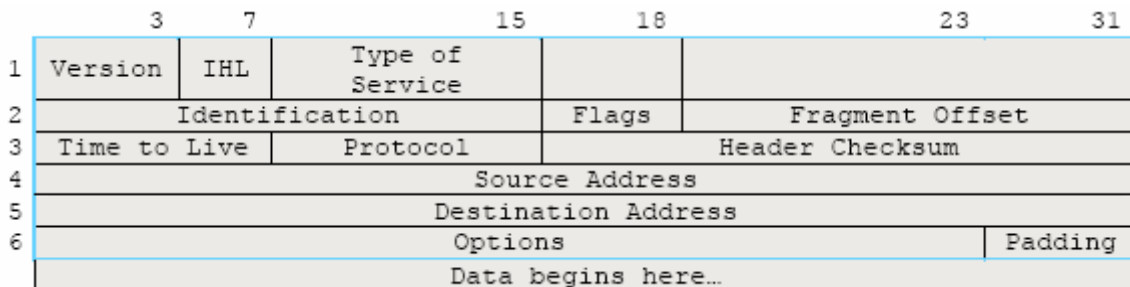 3 7 15 18 23 31
1 Version IHL Type of
Service
2 Identification Flags Fragment Offset
3 Time to Live Protocol Header Checksum
4 Source Address
5 Destination Address
6 Options Padding
Data begins here…